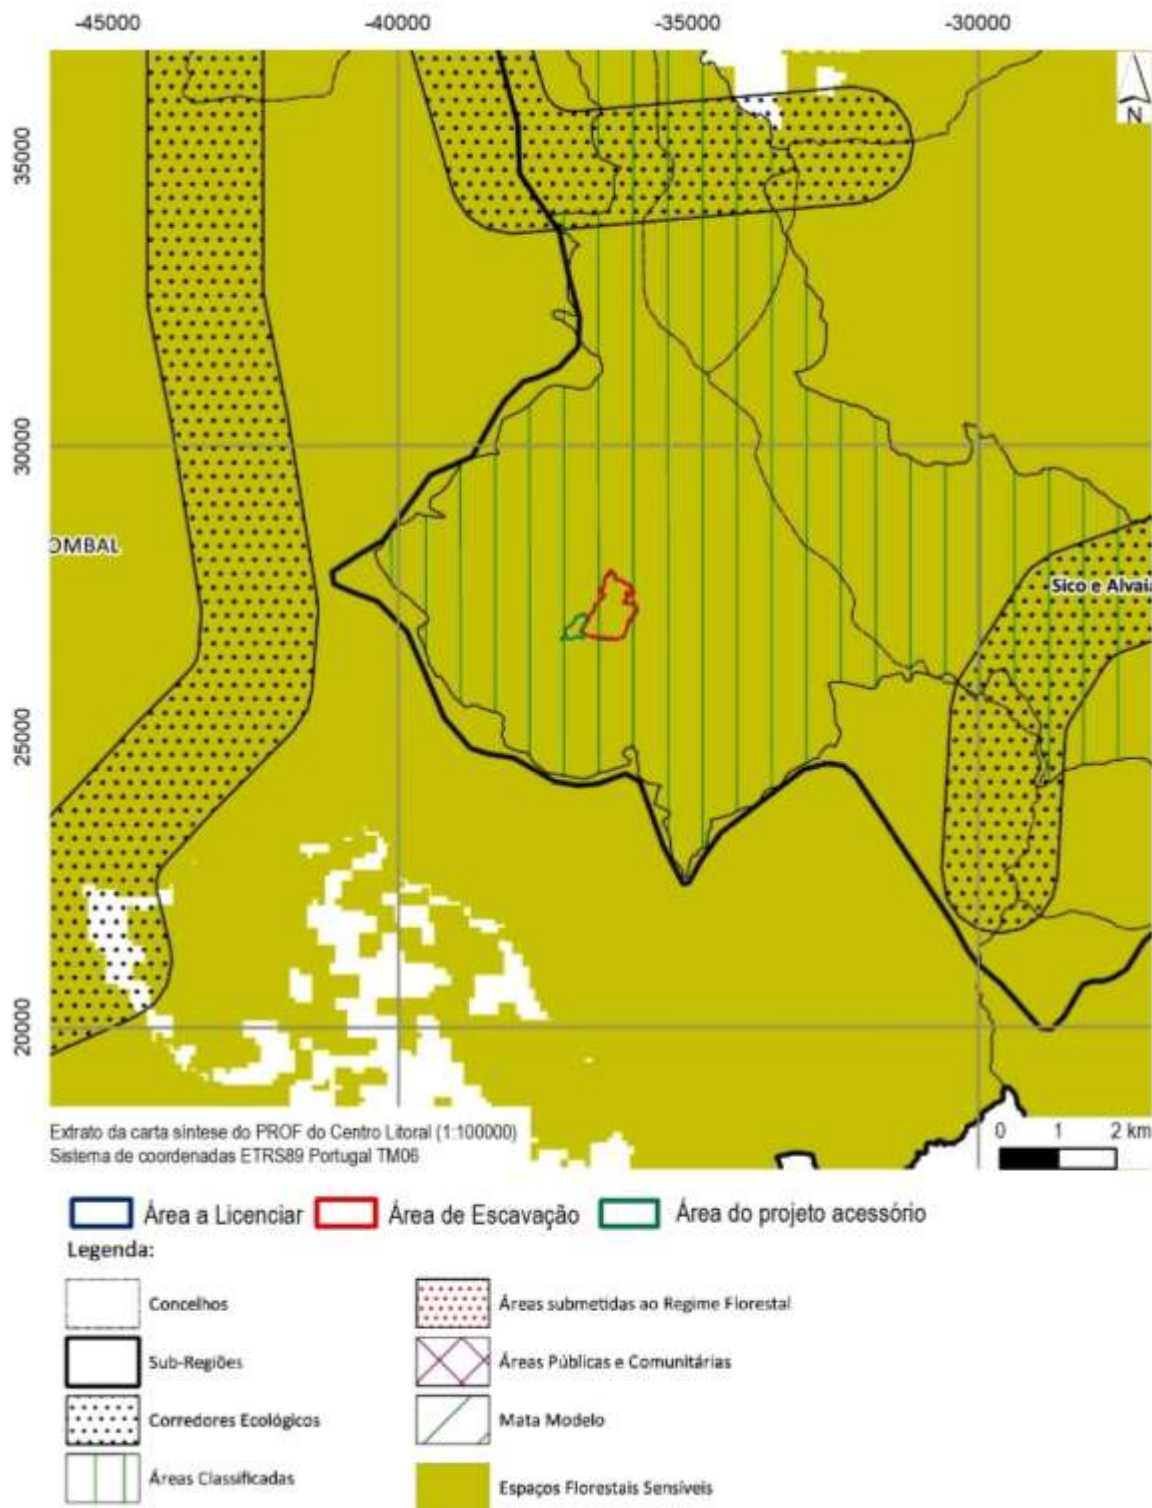 -45000 -40000 -35000 -30000
35000
30000
25000
20000
N
OMBAL
Sico e Alvaia
Extrato da carta síntese do PROF do Centro Litoral (1:100000)
Sistema de coordenadas ETRS89 Portugal TM06
0 1 2 km
Área a Licenciar Área de Escavação Área do projeto acessório
Legenda:
Concelhos Áreas submetidas ao Regime Florestal
Sub-Regiões Áreas Públicas e Comunitárias
Corredores Ecológicos Mata Modelo
Áreas Classificadas Espaços Florestais Sensíveis